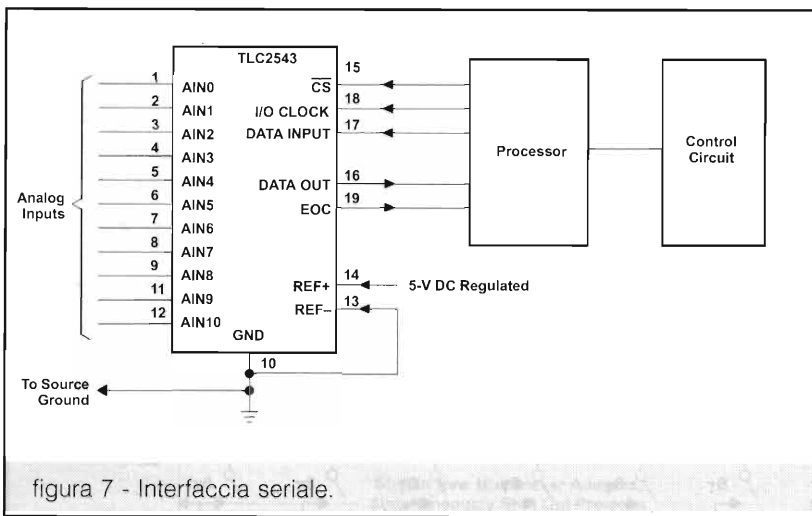 TLC2543
1 AIN0
2 AIN1
3 AIN2
4 AIN3
5 AIN4
6 AIN5
7 AIN6
8 AIN7
9 AIN8
11 AIN9
12 AIN10
Analog
Inputs
15
CS
18
I/O CLOCK
17
DATA INPUT
16
DATA OUT
19
EOC
14
REF+
5-V DC Regulated
13
REF–
GND
10
To Source
Ground
Processor
Control
Circuit
figura 7 - Interfaccia seriale.